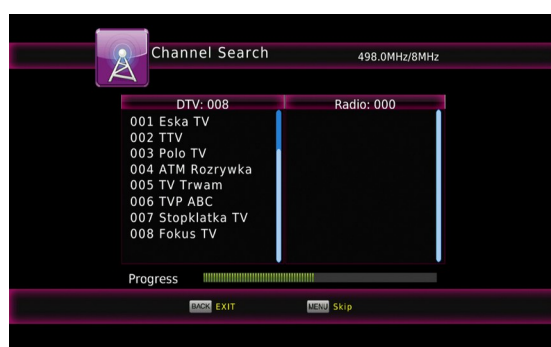 Channel Search
498.0MHz/8MHz
DTV: 008
Radio: 000
001 Eska TV
002 TTV
003 Polo TV
004 ATM Rozrywka
005 TV Trwam
006 TVP ABC
007 Stopklatka TV
008 Fokus TV
Progress
BACK EXIT
MENU Skip